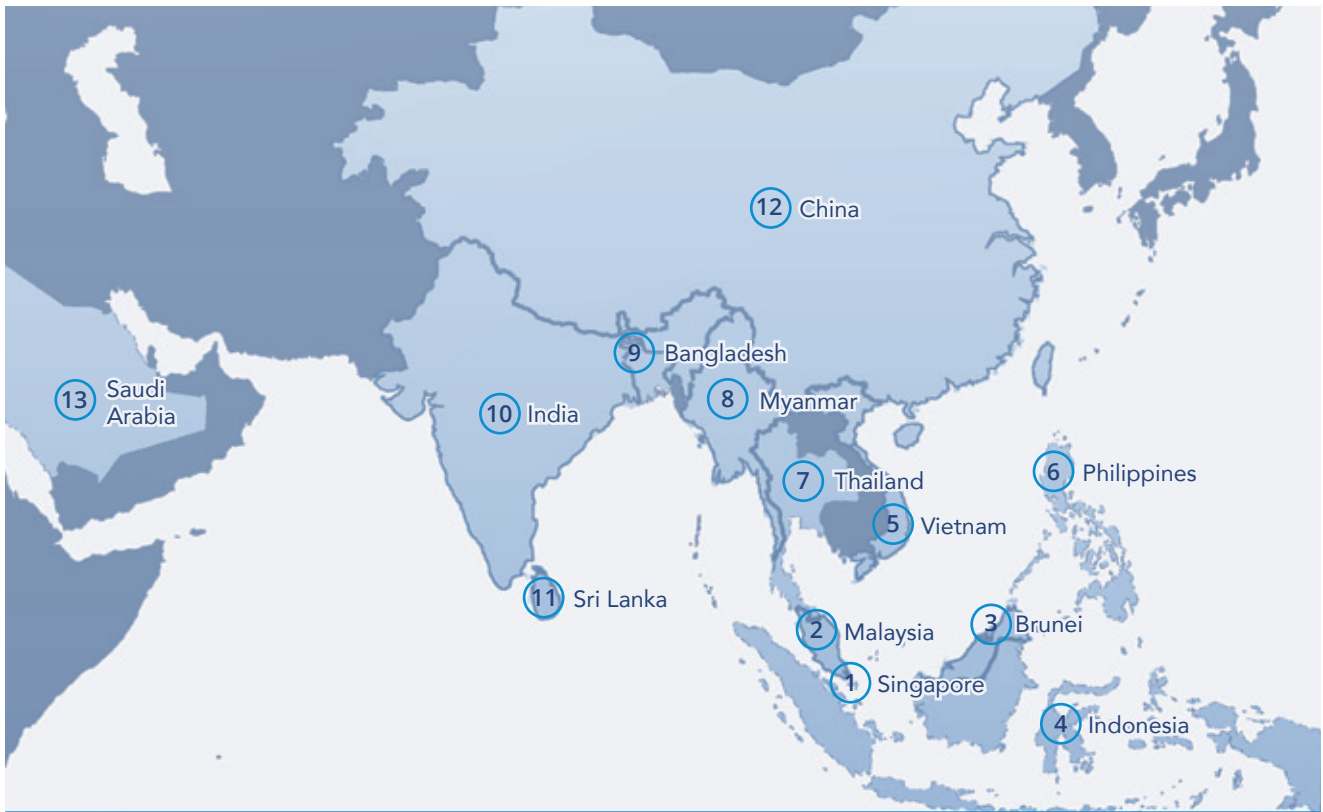 12 China
9 Bangladesh
13 Saudi
Arabia
8 Myanmar
10 India
6 Philippines
7 Thailand
5 Vietnam
11 Sri Lanka
3 Brunei
2 Malaysia
1 Singapore
4 Indonesia